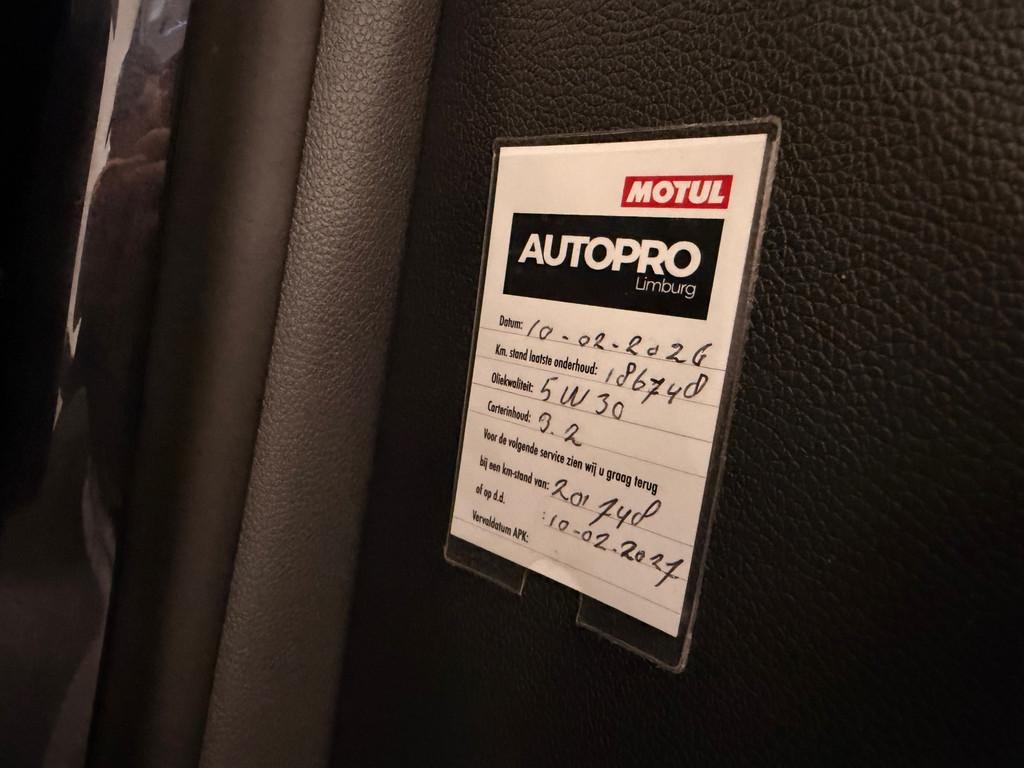 MOTUL
AUTOPRO
Limburg
Datum: 10-02-2026
Km. stand laatste onderhoud: 186748
Oliekwaliteit: 5W30
Carterinhoud: 3.2
Voor de volgende service zien wij u graag terug
bij een km-stand van: 201748
of op d.d. :10-02-2027
Vervaldatum APK: